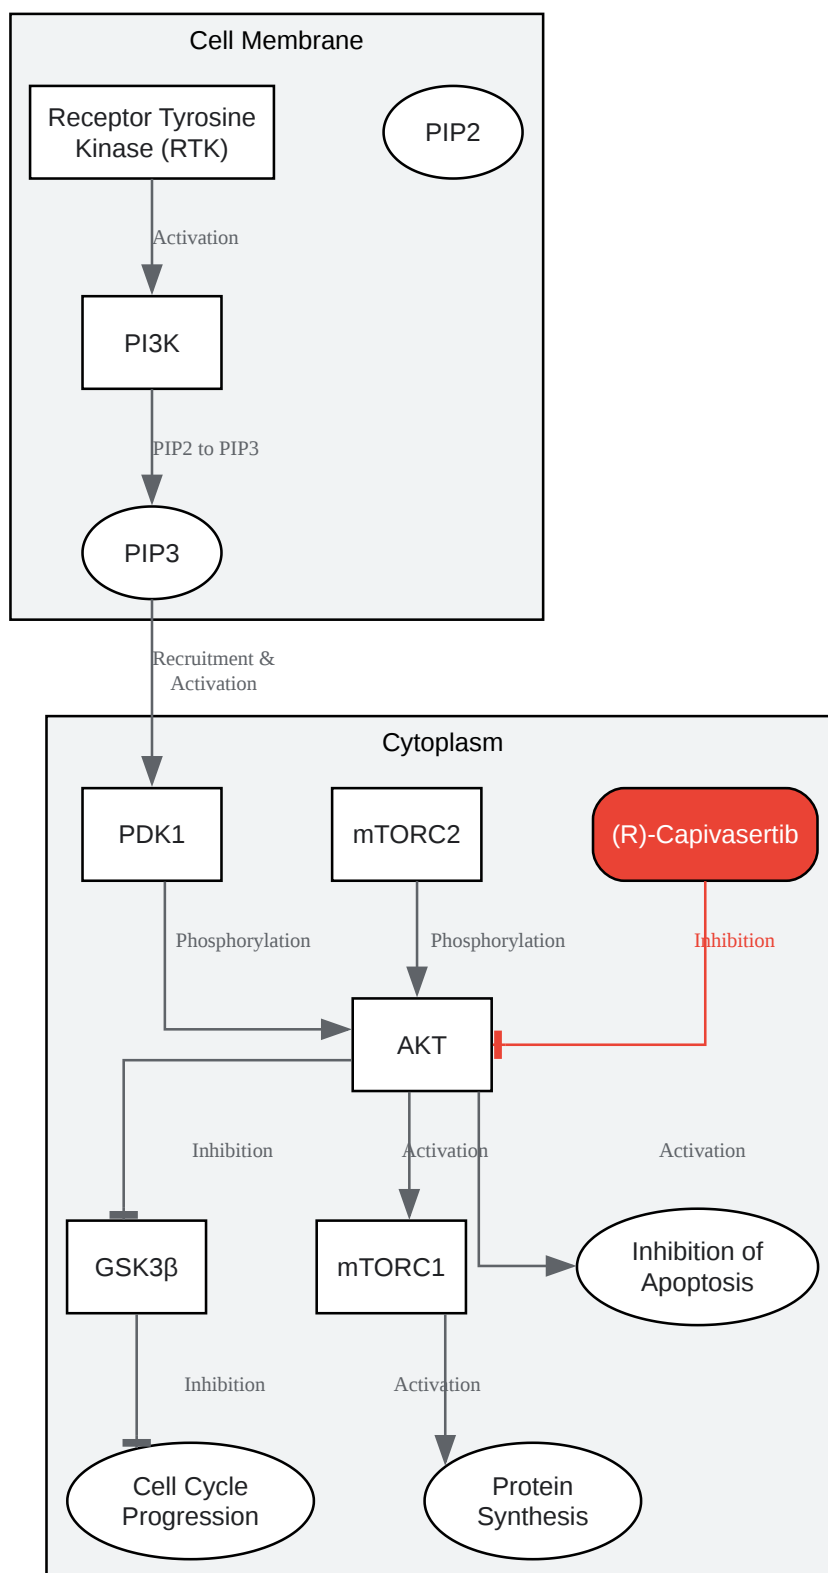 Cell Membrane
Receptor Tyrosine
Kinase (RTK)
PIP2
Activation
PI3K
PIP2 to PIP3
PIP3
Recruitment &
Activation
Cytoplasm
PDK1
mTORC2
(R)-Capivasertib
Phosphorylation
Phosphorylation
Inhibition
AKT
Inhibition
Activation
Activation
GSK3β
mTORC1
Inhibition of
Apoptosis
Inhibition
Activation
Cell Cycle
Progression
Protein
Synthesis